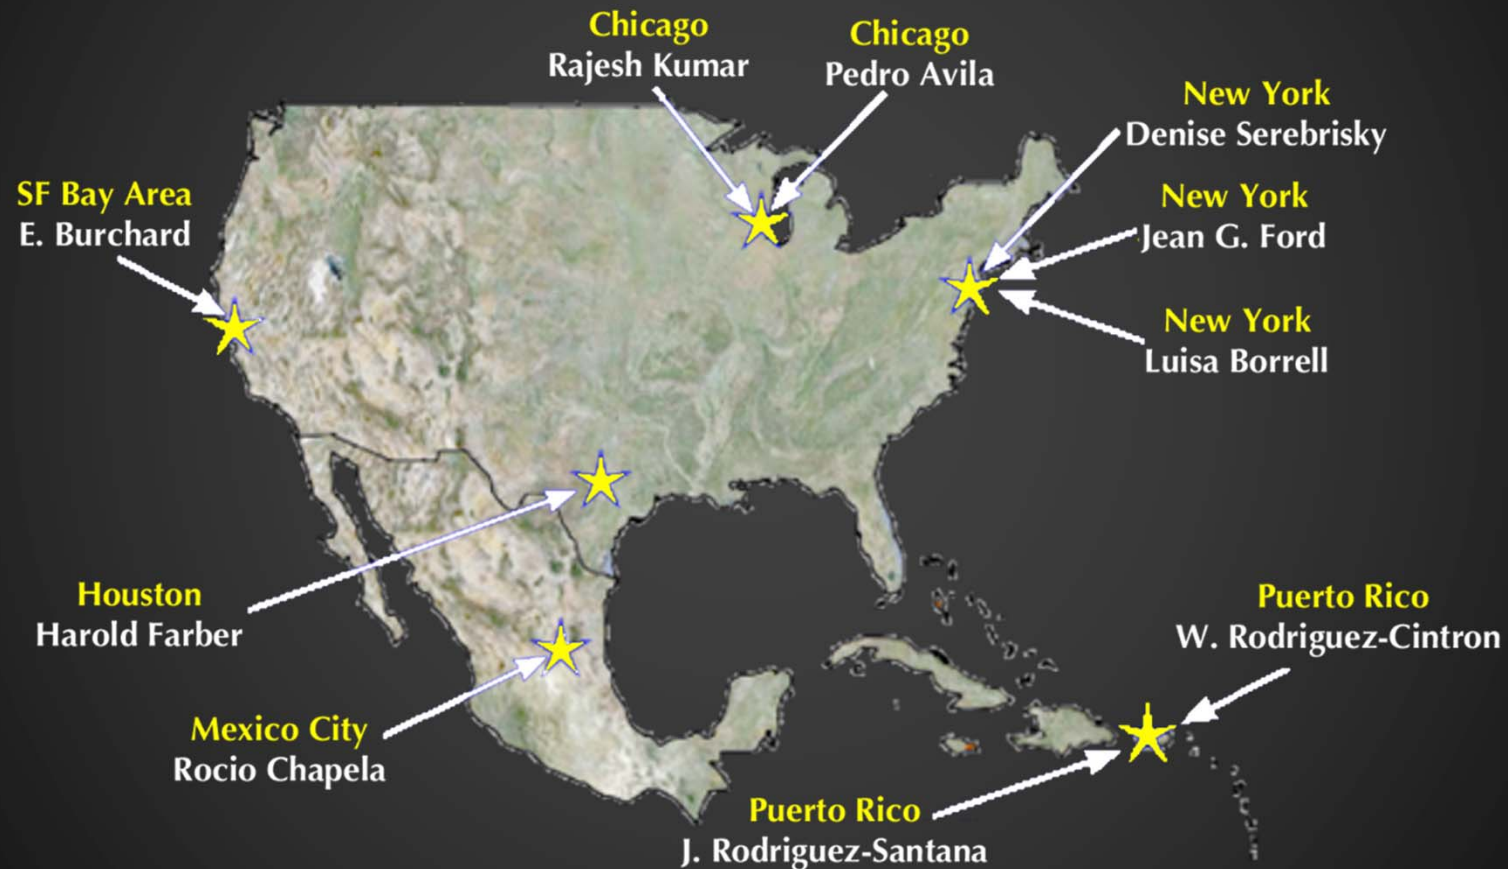 Chicago
Rajesh Kumar
Chicago
Pedro Avila
New York
Denise Serebrisky
SF Bay Area
E. Burchard
New York
Jean G. Ford
New York
Luisa Borrell
Houston
Harold Farber
Puerto Rico
W. Rodriguez-Cintron
Mexico City
Rocio Chapela
Puerto Rico
J. Rodriguez-Santana